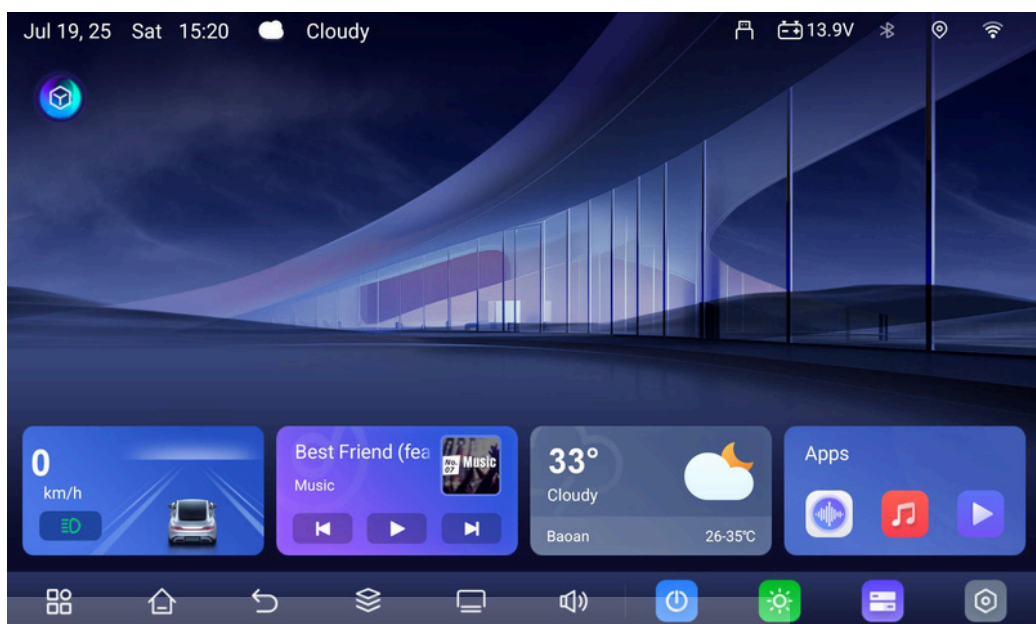 Jul 19, 25 Sat 15:20 Cloudy 13.9V
0
km/h
Best Friend (fea
Music
No. 07 Music
33°
Cloudy
Baoan 26-35℃
Apps